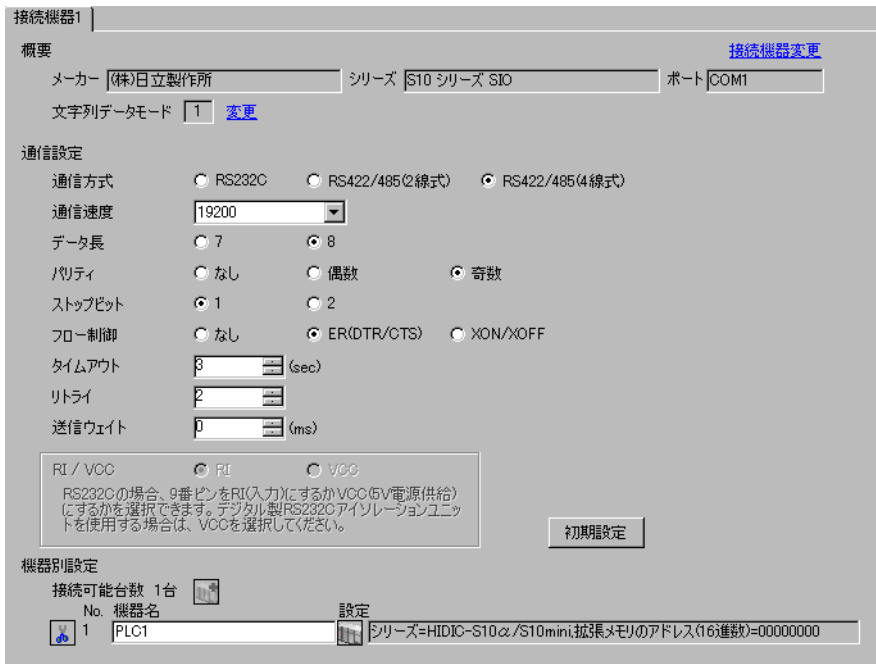 接続機器1
概要
接続機器変更
メーカー (株)日立製作所 シリーズ S10 シリーズ SIO ポート COM1
文字列データモード 1 変更
通信設定
通信方式 RS232C RS422/485(2線式) RS422/485(4線式)
通信速度 19200
データ長 7 8
パリティ なし 偶数 奇数
ストップビット 1 2
フロー制御 なし ER(DTR/CTS) XON/XOFF
タイムアウト 3 (sec)
リトライ 2
送信ウェイト 0 (ms)
RI / VCC RI VCC
RS232Cの場合、9番ピンをRI(入力)にするかVCC(5V電源供給)
にするかを選択できます。デジタル製RS232Cアイソレーションユニッ
トを使用する場合は、VCCを選択してください。
初期設定
機器別設定
接続可能台数 1台
No. 機器名 設定
1 PLC1 シリーズ=HIDIC-S10α/S10mini,拡張メモリのアドレス(16進数)=00000000